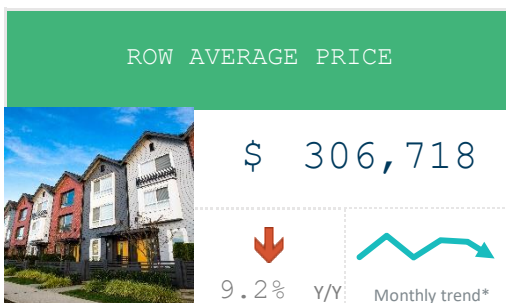 ROW AVERAGE PRICE
$ 306,718
9.2% Y/Y
Monthly trend*